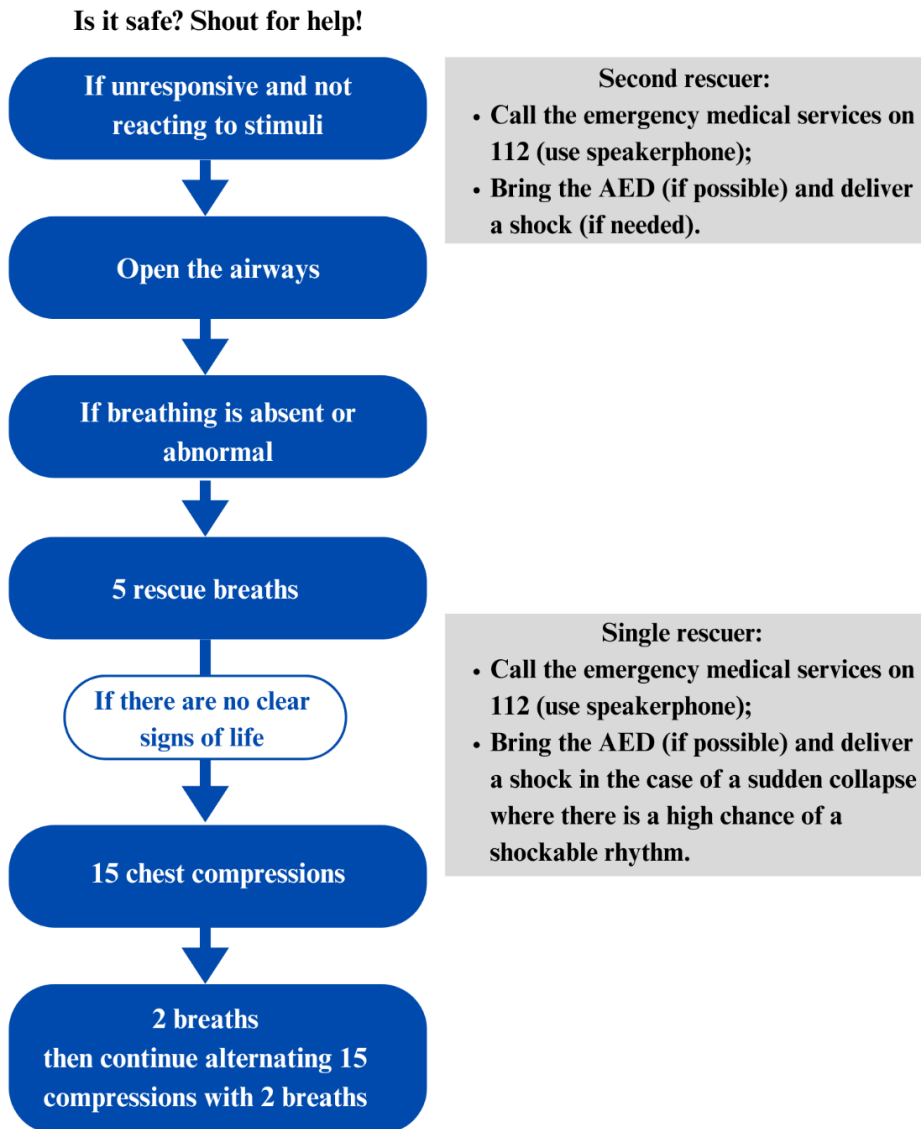 Is it safe? Shout for help!
If unresponsive and not
reacting to stimuli
Second rescuer:
• Call the emergency medical services on
112 (use speakerphone);
• Bring the AED (if possible) and deliver
a shock (if needed).
Open the airways
If breathing is absent or
abnormal
5 rescue breaths
If there are no clear
signs of life
Single rescuer:
• Call the emergency medical services on
112 (use speakerphone);
• Bring the AED (if possible) and deliver
a shock in the case of a sudden collapse
where there is a high chance of a
shockable rhythm.
15 chest compressions
2 breaths
then continue alternating 15
compressions with 2 breaths